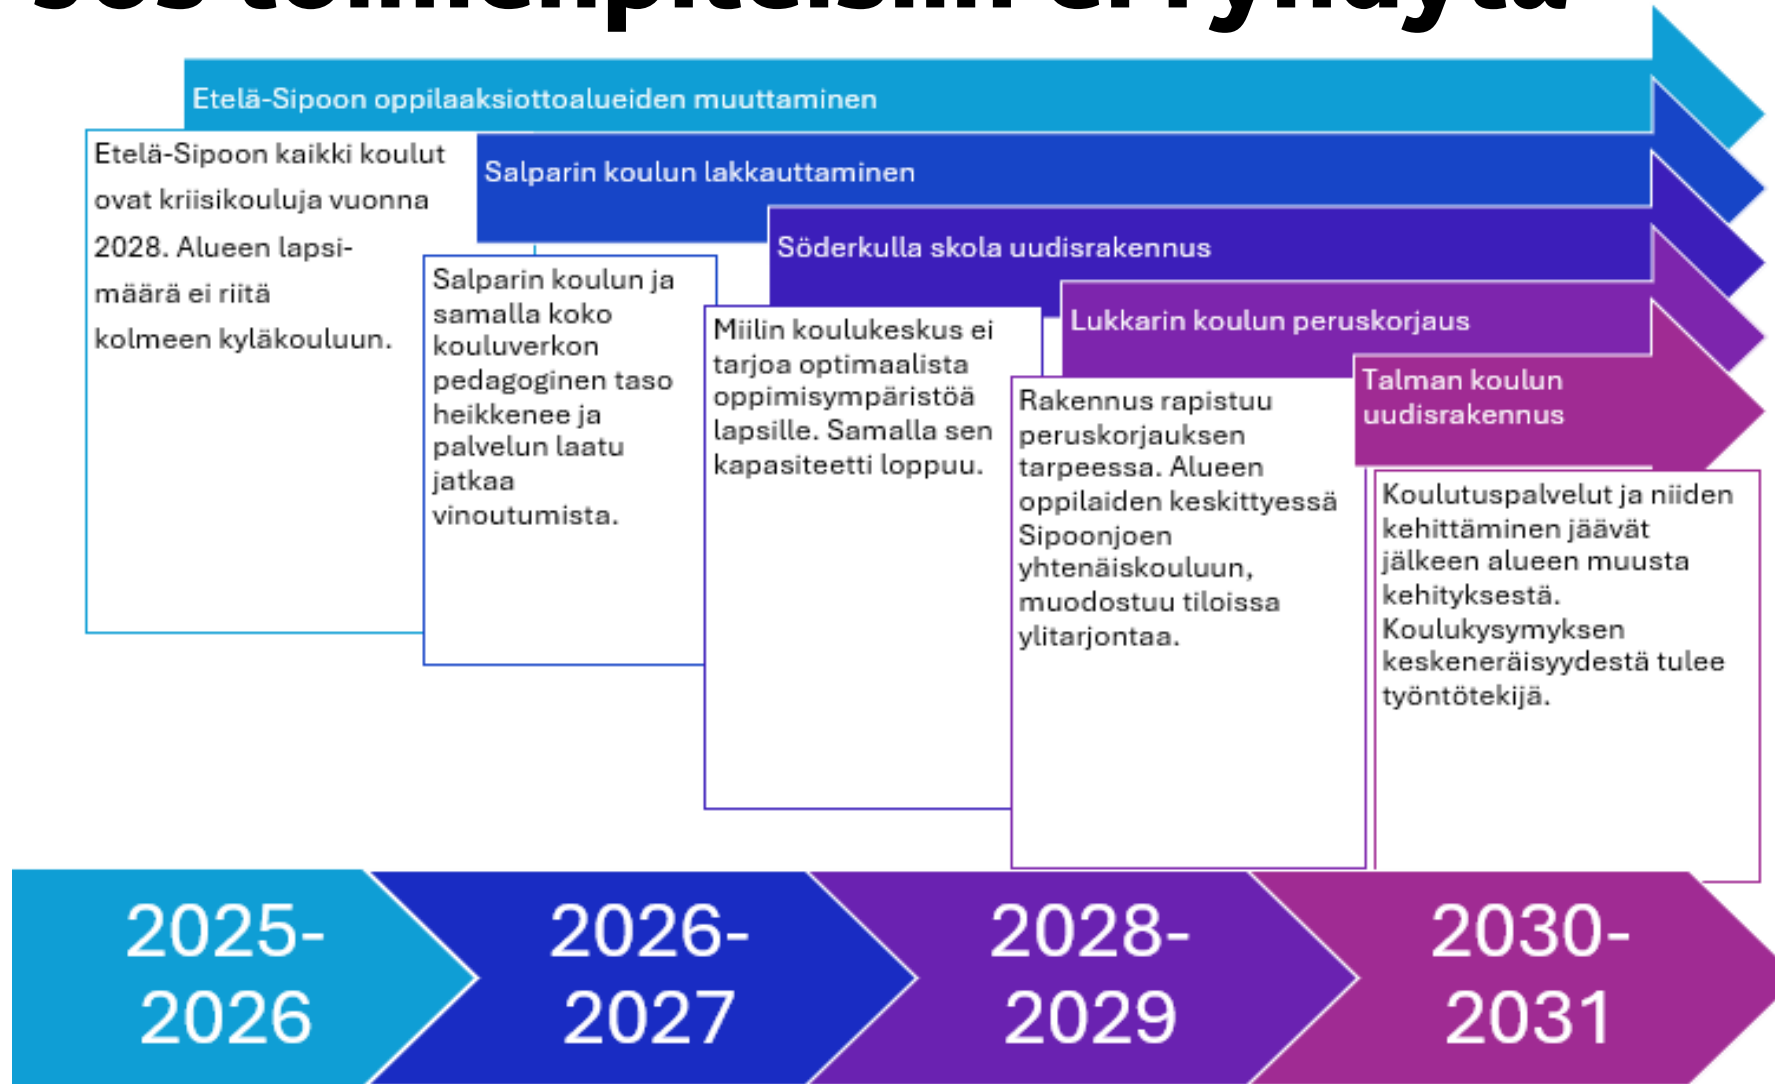 Jos toimenpiteisiin ei ryhdytä
Etelä-Sipoon oppilaaksiottoalueiden muuttaminen
Etelä-Sipoon kaikki koulut
ovat kriisikouluja vuonna
2028. Alueen lapsi-
määrä ei riitä
kolmeen kyläkouluun.
Salparin koulun lakkauttaminen
Salparin koulun ja
samalla koko
kouluverkon
pedagoginen taso
heikkenee ja
palvelun laatu
jatkaa
vinoutumista.
Söderkulla skola uudisrakennus
Miilin koulukeskus ei
tarjoa optimaalista
oppimisympäristöä
lapsille. Samalla sen
kapasiteetti loppuu.
Lukkarin koulun peruskorjaus
Rakennus rapistuu
peruskorjauksen
tarpeessa. Alueen
oppilaiden keskittyessä
Sipoonjoen
yhtenäiskouluun,
muodostuu tiloissa
ylitarjontaa.
Talman koulun
uudisrakennus
Koulutuspalvelut ja niiden
kehittäminen jäävät
jälkeen alueen muusta
kehityksestä.
Koulukysymyksen
keskeneräisyydestä tulee
työntötekijä.
2025-
2026
2026-
2027
2028-
2029
2030-
2031